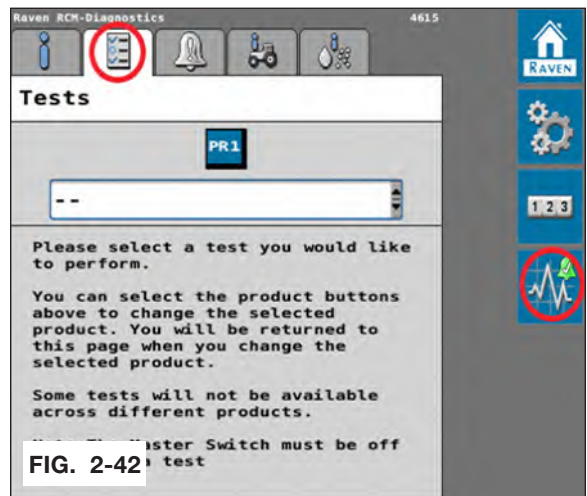 Raven RCM-Diagnostics 4615
RAVEN
Tests
PR1
--
1 2 3
Please select a test you would like
to perform.
You can select the product buttons
above to change the selected
product. You will be returned to
this page when you change the
selected product.
Some tests will not be available
across different products.
Switch must be off
test
FIG. 2-42